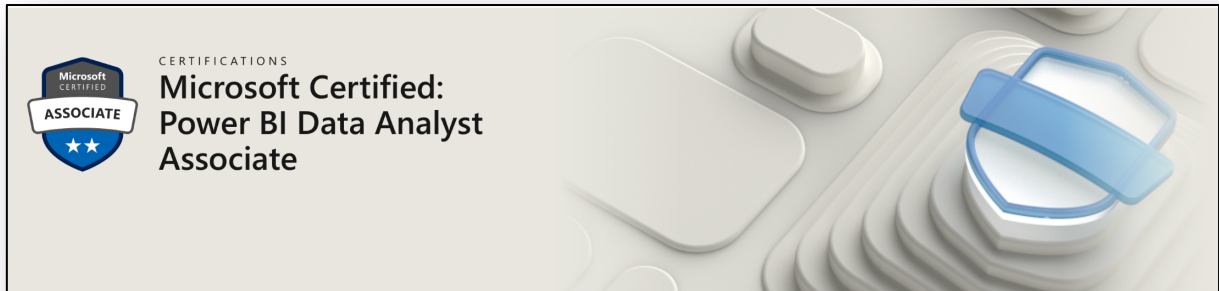 Microsoft
CERTIFIED
ASSOCIATE
CERTIFICATIONS
Microsoft Certified:
Power BI Data Analyst
Associate